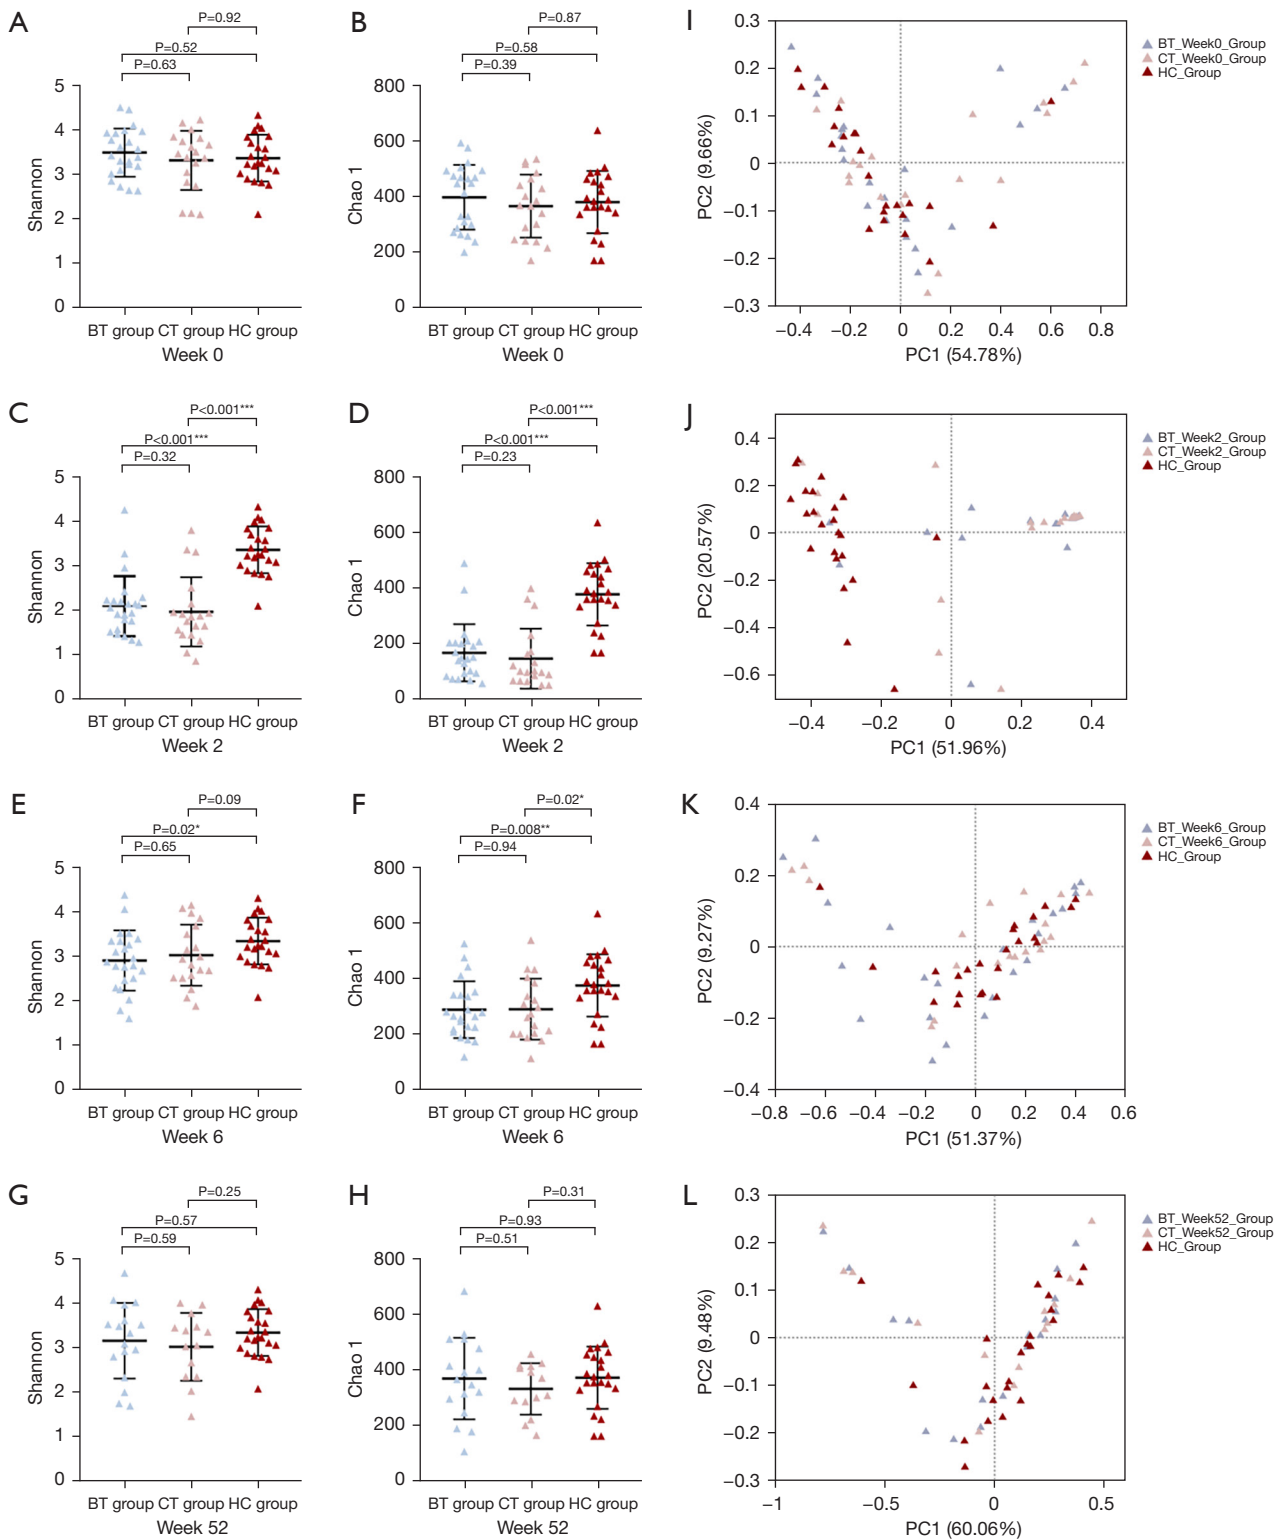 A
P=0.92
P=0.52
P=0.63
5
4
3
2
1
0
Shannon
BT group CT group HC group
Week 0
B
P=0.87
P=0.58
P=0.39
800
600
400
200
0
Chao 1
BT group CT group HC group
Week 0
I
0.3
0.2
0.1
0
−0.1
−0.2
−0.3
PC2 (9.66%)
−0.4 −0.2 0 0.2 0.4 0.6 0.8
PC1 (54.78%)
BT_Week0_Group
CT_Week0_Group
HC_Group
C
P<0.001***
P<0.001***
P=0.32
5
4
3
2
1
0
Shannon
BT group CT group HC group
Week 2
D
P<0.001***
P<0.001***
P=0.23
800
600
400
200
0
Chao 1
BT group CT group HC group
Week 2
J
0.4
0.2
0
−0.2
−0.4
−0.6
PC2 (20.57%)
−0.4 −0.2 0 0.2 0.4
PC1 (51.96%)
BT_Week2_Group
CT_Week2_Group
HC_Group
E
P=0.09
P=0.02*
P=0.65
5
4
3
2
1
0
Shannon
BT group CT group HC group
Week 6
F
P=0.02*
P=0.008**
P=0.94
800
600
400
200
0
Chao 1
BT group CT group HC group
Week 6
K
0.4
0.2
0
−0.2
−0.4
PC2 (9.27%)
−0.8 −0.6 −0.4 −0.2 0 0.2 0.4 0.6
PC1 (51.37%)
BT_Week6_Group
CT_Week6_Group
HC_Group
G
P=0.25
P=0.57
P=0.59
5
4
3
2
1
0
Shannon
BT group CT group HC group
Week 52
H
P=0.31
P=0.93
P=0.51
800
600
400
200
0
Chao 1
BT group CT group HC group
Week 52
L
0.3
0.2
0.1
0
−0.1
−0.2
−0.3
PC2 (9.48%)
−1 −0.5 0 0.5
PC1 (60.06%)
BT_Week52_Group
CT_Week52_Group
HC_Group